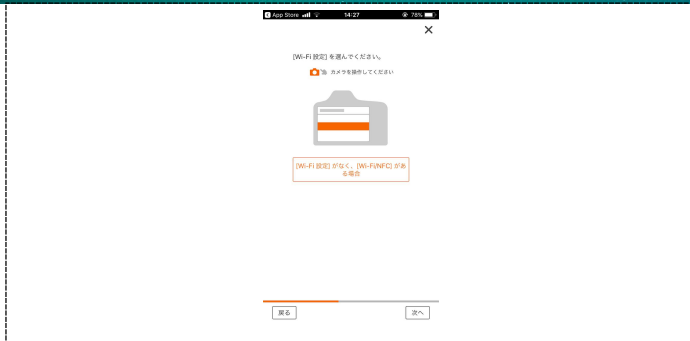 App Store 14:27 78%
[Wi-Fi 設定] を選んでください。
カメラを操作してください
[Wi-Fi 設定] がなく、[Wi-Fi/NFC] があ
る場合
戻る 次へ